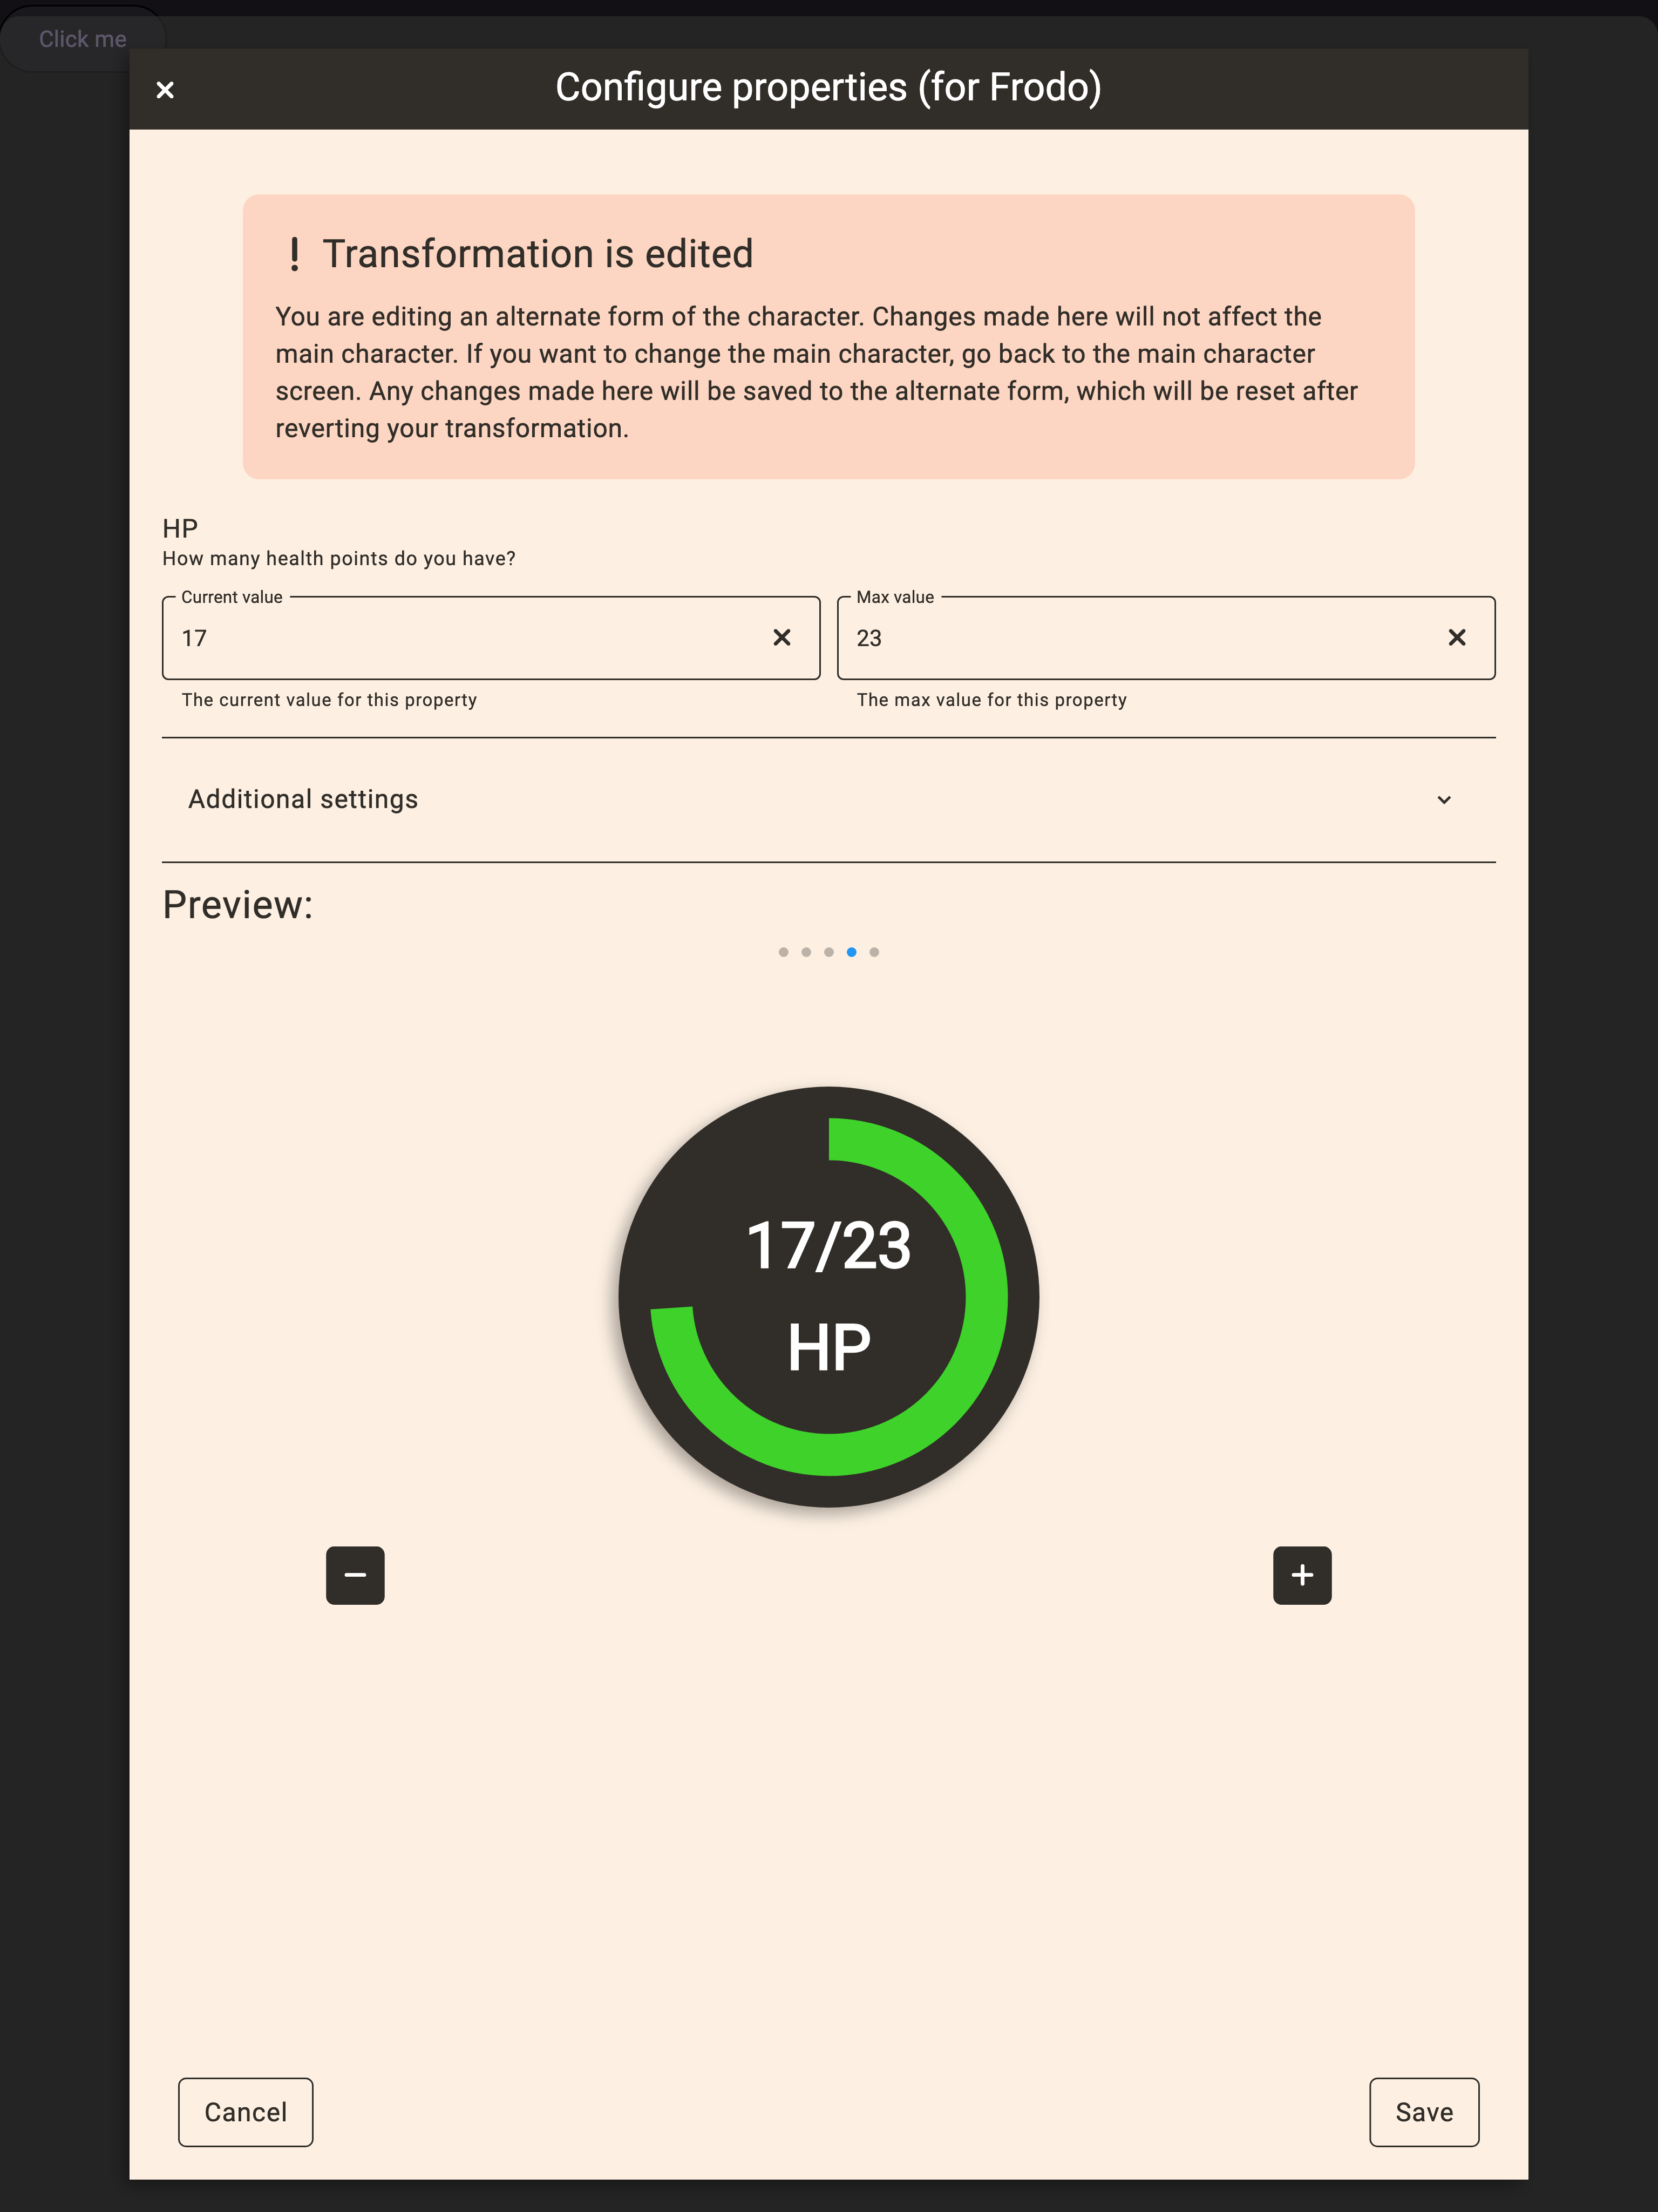 Click me
Configure properties (for Frodo)
Transformation is edited
You are editing an alternate form of the character. Changes made here will not affect the
main character. If you want to change the main character, go back to the main character
screen. Any changes made here will be saved to the alternate form, which will be reset after
reverting your transformation.
HP
How many health points do you have?
Current value
17
The current value for this property
Max value
23
The max value for this property
Additional settings
Preview:
17/23
HP
Cancel
Save